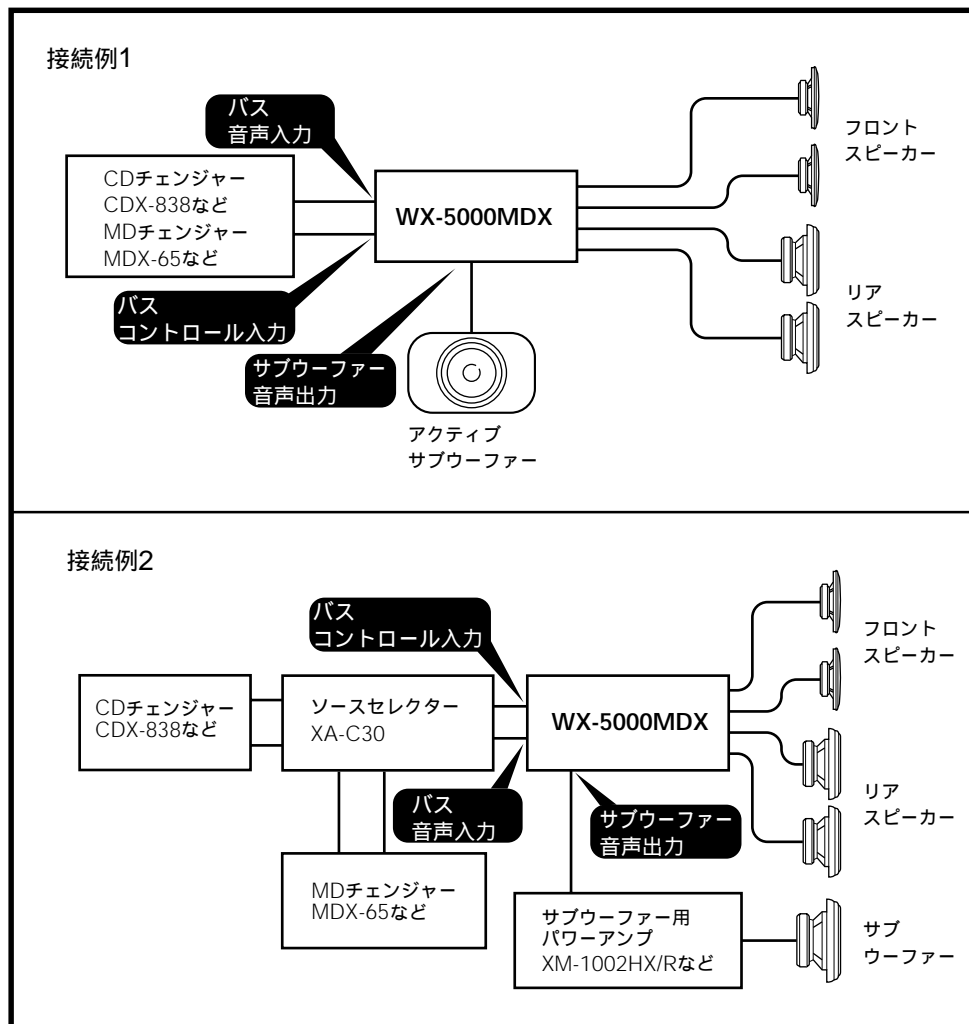 接続例1
バス
音声入力
CDチェンジャー
CDX-838など
MDチェンジャー
MDX-65など
WX-5000MDX
フロント
スピーカー
リア
スピーカー
バス
コントロール入力
サブウーファー
音声出力
アクティブ
サブウーファー
接続例2
バス
コントロール入力
CDチェンジャー
CDX-838など
ソースセレクター
XA-C30
WX-5000MDX
フロント
スピーカー
リア
スピーカー
バス
音声入力
サブウーファー
音声出力
MDチェンジャー
MDX-65など
サブウーファー用
パワーアンプ
XM-1002HX/Rなど
サブ
ウーファー